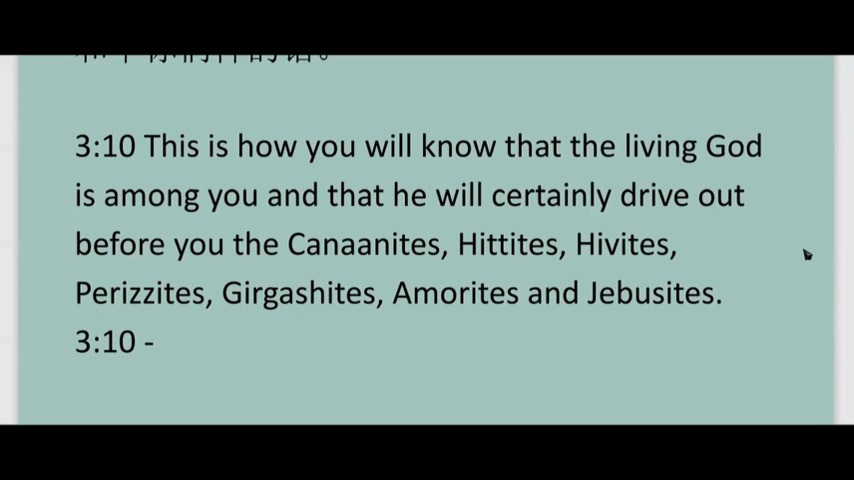 3:10 This is how you will know that the living God
is among you and that he will certainly drive out
before you the Canaanites, Hittites, Hivites,
Perizzites, Girgashites, Amorites and Jebusites.
3:10 -